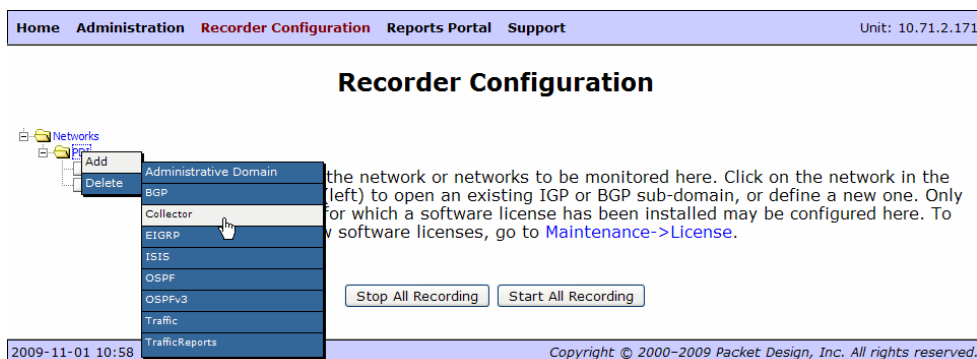 Home Administration Recorder Configuration Reports Portal Support Unit: 10.71.2.171
Recorder Configuration
Networks
Add
Delete
Administrative Domain
BGP
Collector
EIGRP
ISIS
OSPF
OSPFv3
Traffic
TrafficReports
the network or networks to be monitored here. Click on the network in the
(left) to open an existing IGP or BGP sub-domain, or define a new one. Only
for which a software license has been installed may be configured here. To
software licenses, go to Maintenance->License.
Stop All Recording Start All Recording
2009-11-01 10:58 Copyright © 2000-2009 Packet Design, Inc. All rights reserved.